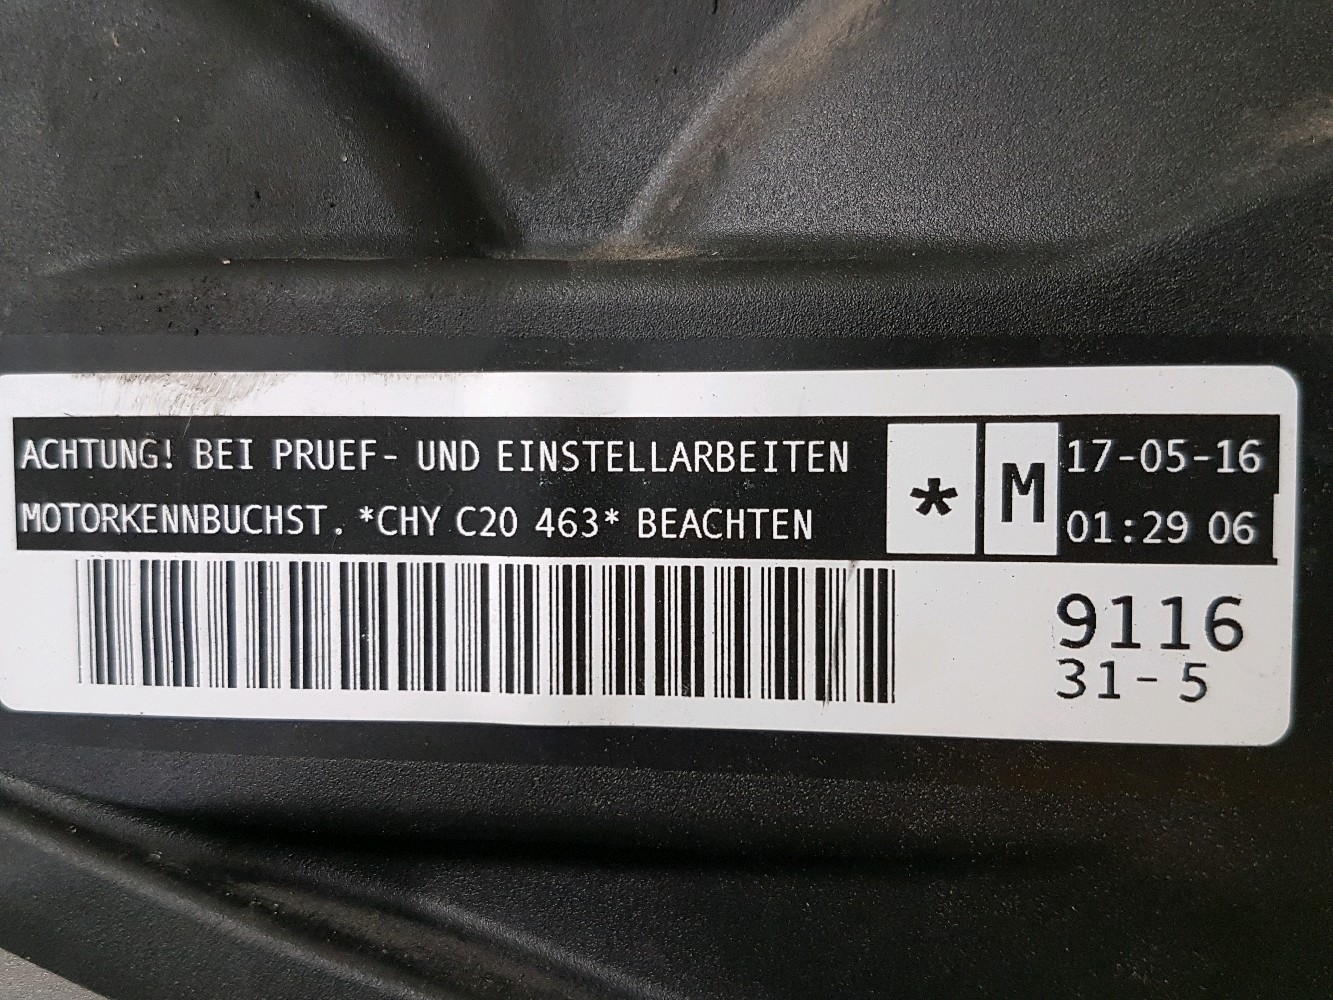 ACHTUNG! BEI PRUEF- UND EINSTELLARBEITEN
MOTORKENNBUCHST. *CHY C20 463* BEACHTEN
* M
17-05-16
01:29 06
9116
31-5